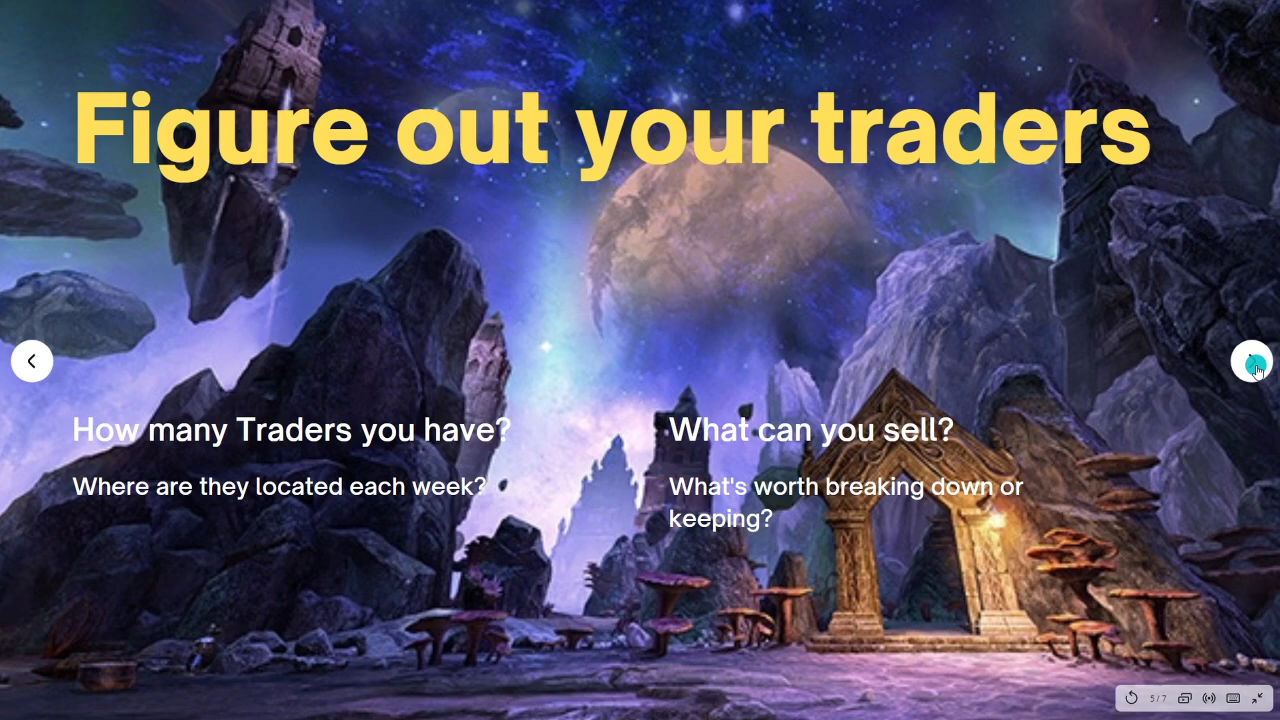 Figure out your traders
How many Traders you have?
Where are they located each week?
What can you sell?
What's worth breaking down or
keeping?
5/7